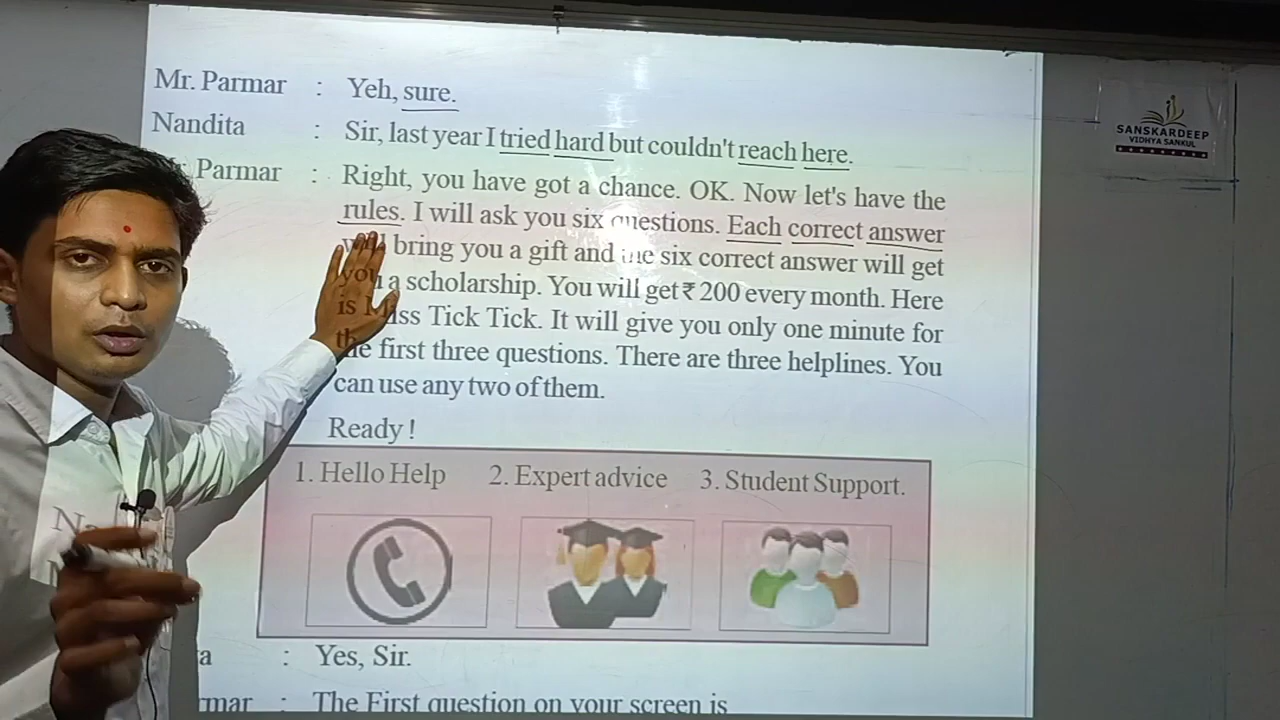 Mr. Parmar : Yeh, sure.
Nandita : Sir, last year I tried hard but couldn't reach here.
Parmar : Right, you have got a chance. OK. Now let's have the
rules. I will ask you six questions. Each correct answer
will bring you a gift and the six correct answer will get
you a scholarship. You will get ₹ 200 every month. Here
is Miss Tick Tick. It will give you only one minute for
the first three questions. There are three helplines. You
can use any two of them.
Ready !
1. Hello Help 2. Expert advice 3. Student Support.
: Yes, Sir.
: The First question on your screen is
SANSKARDEEP
VIDHYA SANKUL